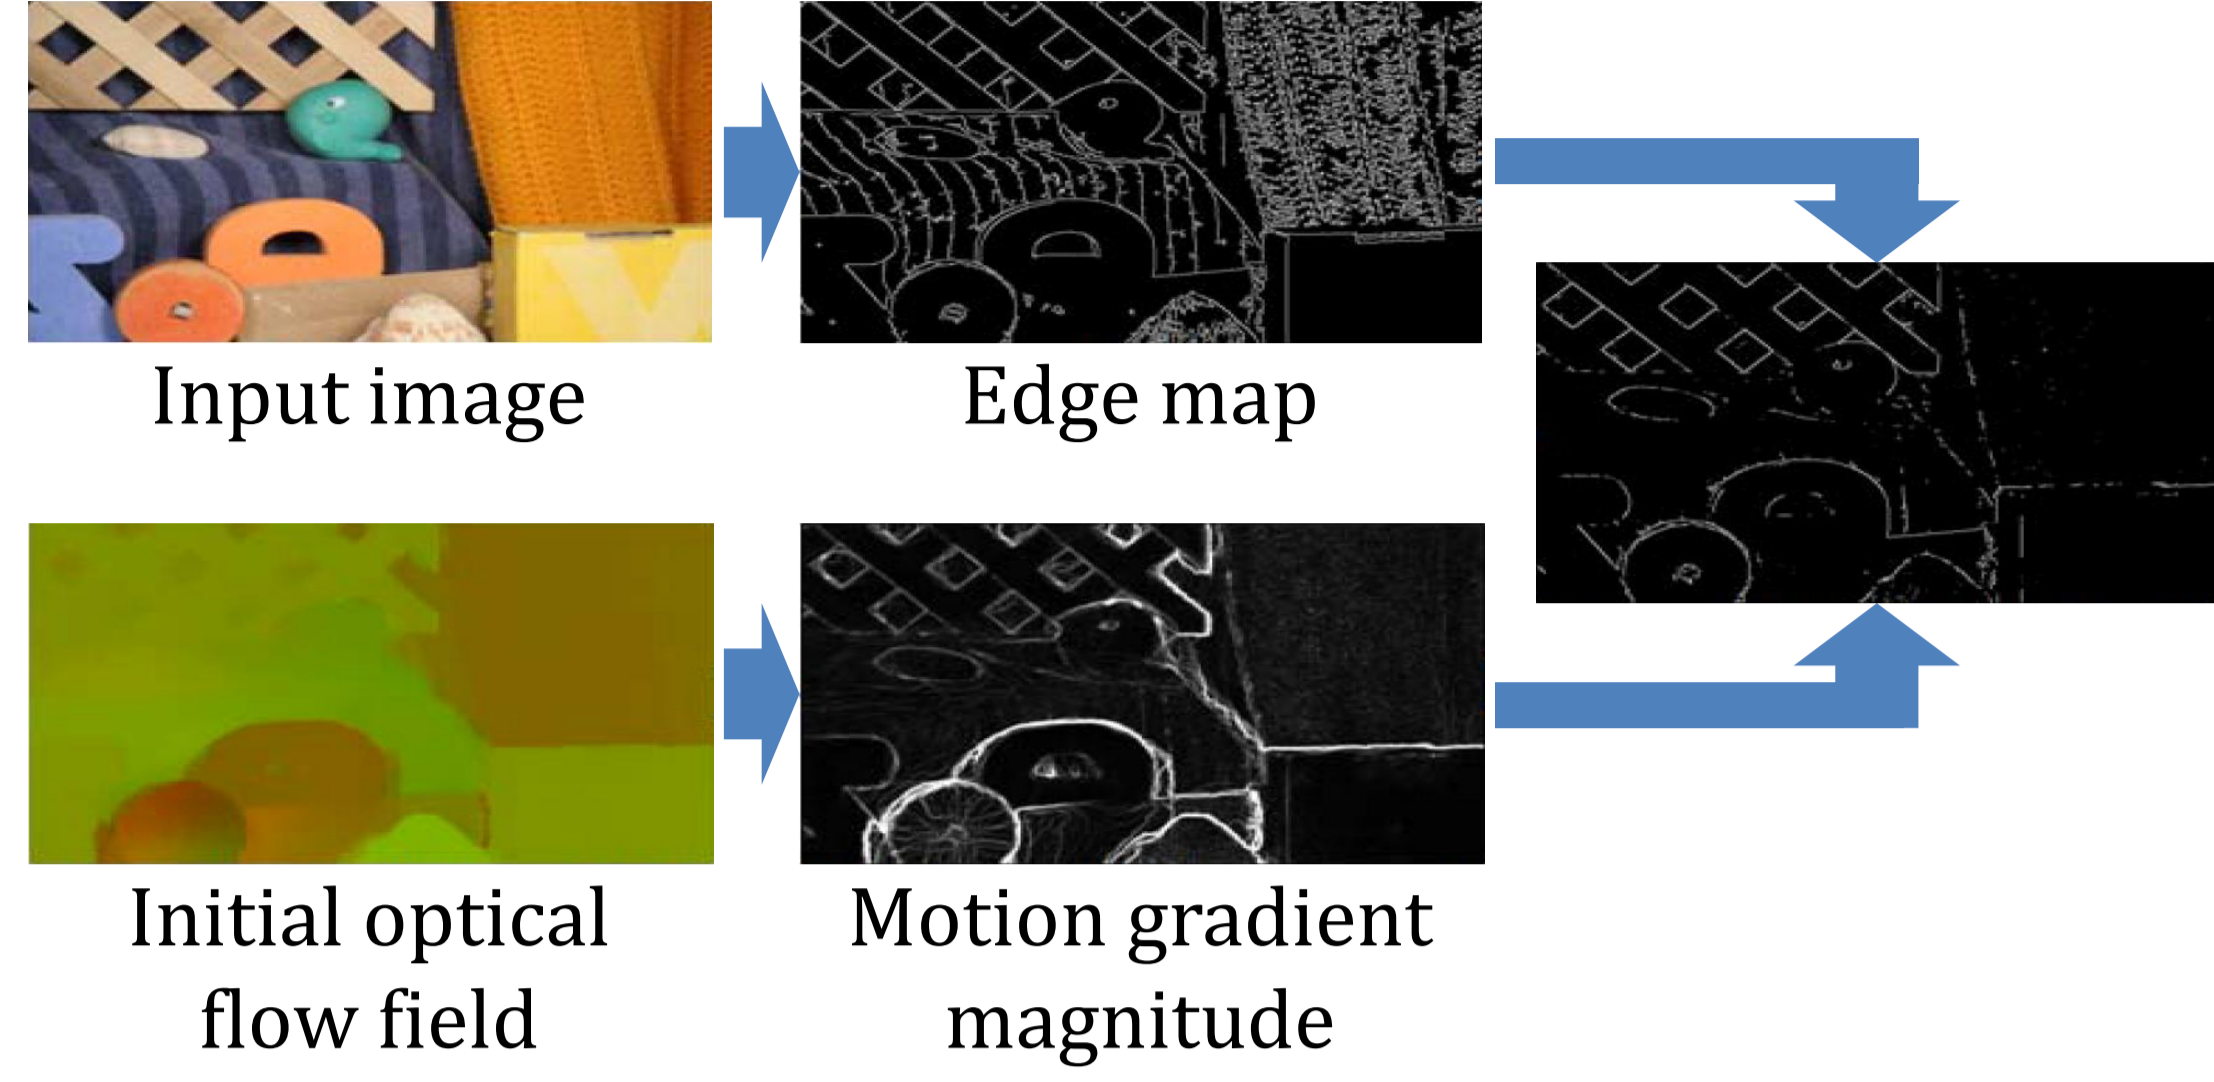 Input image
Edge map
Initial optical
flow field
Motion gradient
magnitude